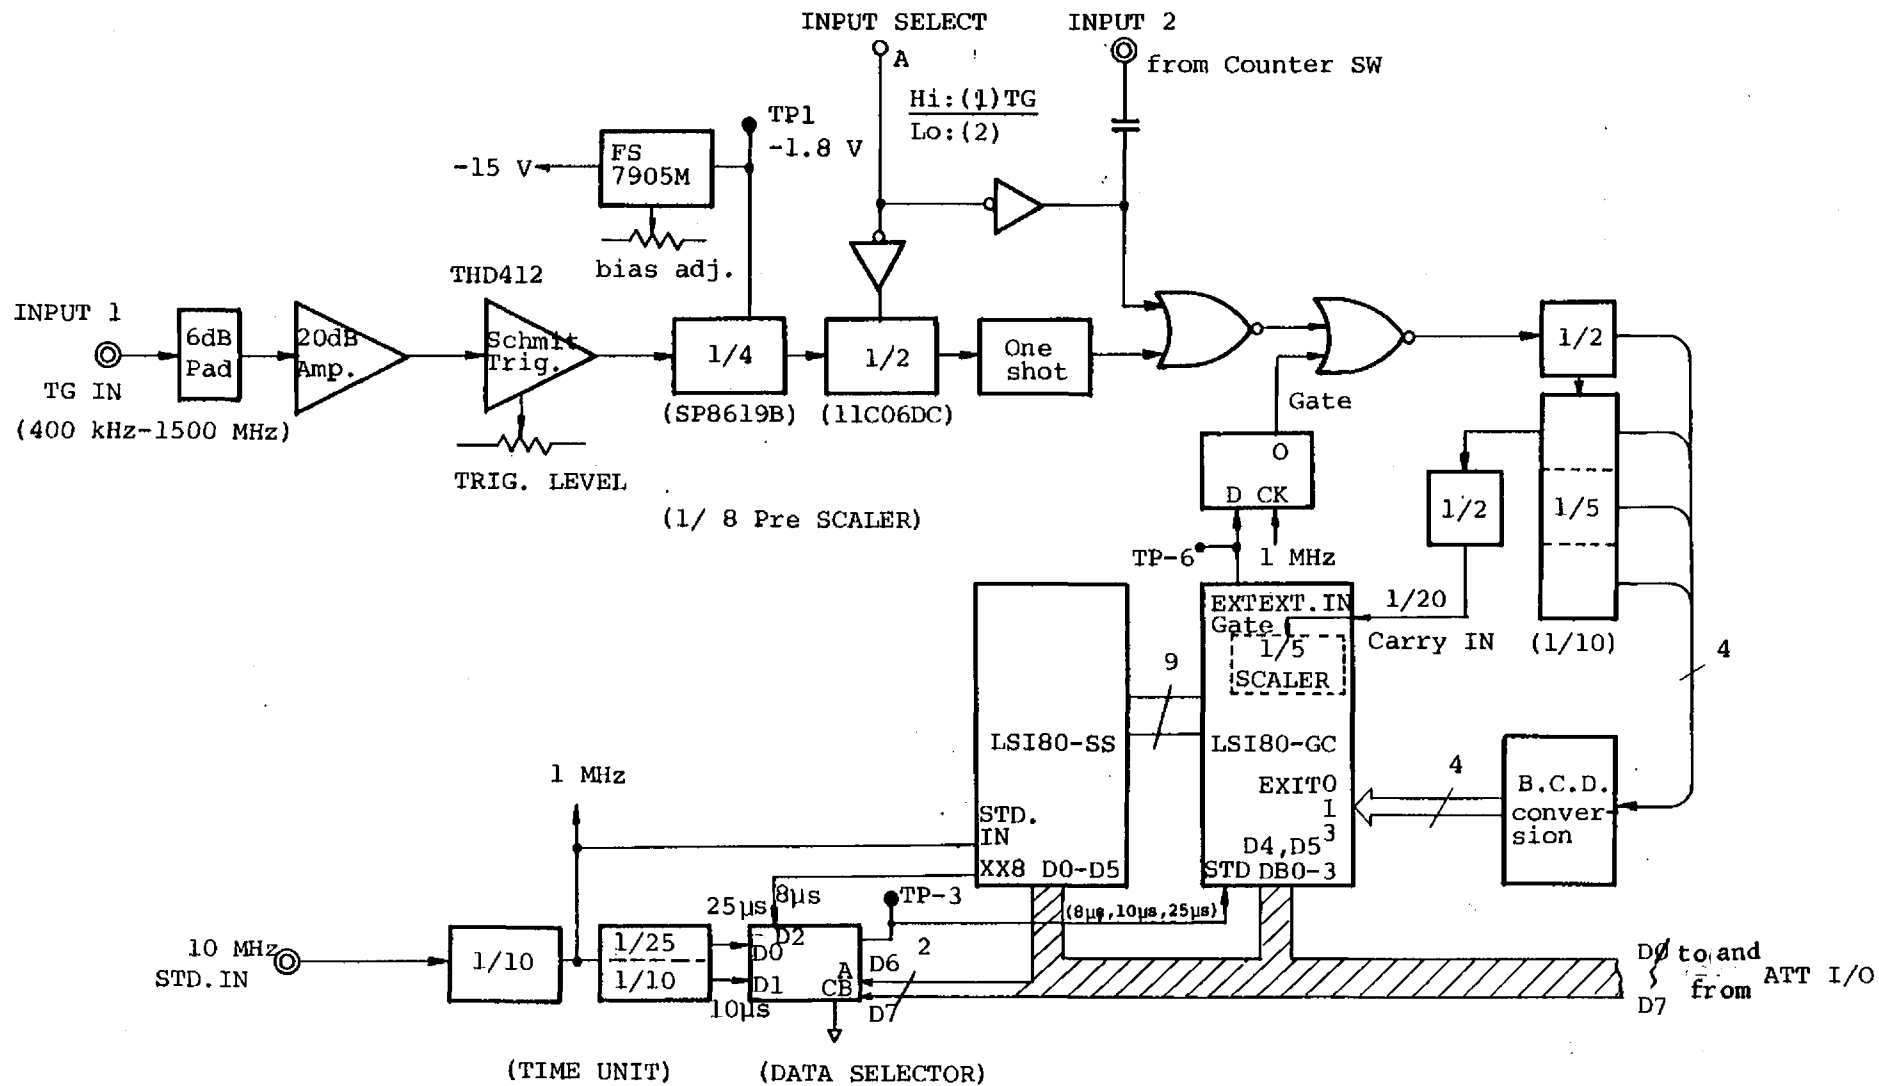 INPUT SELECT
A
INPUT 2
from Counter SW
Hi:(1)TG
Lo:(2)
TP1
-1.8 V
-15 V
FS
7905M
bias adj.
THD412
INPUT 1
TG IN
(400 kHz-1500 MHz)
6dB
Pad
20dB
Amp.
Schmit
Trig.
TRIG. LEVEL
1/4
(SP8619B)
1/2
(11C06DC)
One
shot
(1/ 8 Pre SCALER)
Gate
O
D CK
TP-6
1 MHz
1/2
1/5
(1/10)
1/2
1/20
Carry IN
4
EXTEXT.IN
Gate
1/5
SCALER
9
LSI80-SS
LSI80-GC
EXIT0
1
3
D4,D5
STD DB0-3
4
B.C.D.
conver-
sion
1 MHz
STD.
IN
XX8 D0-D5
8μs
25μs
TP-3
(8μs,10μs,25μs)
10 MHz
STD.IN
1/10
1/25
1/10
10μs
D2
D0
D1
A
CB
D6
2
D7
D0
D7
to and
from
ATT I/O
(TIME UNIT)
(DATA SELECTOR)